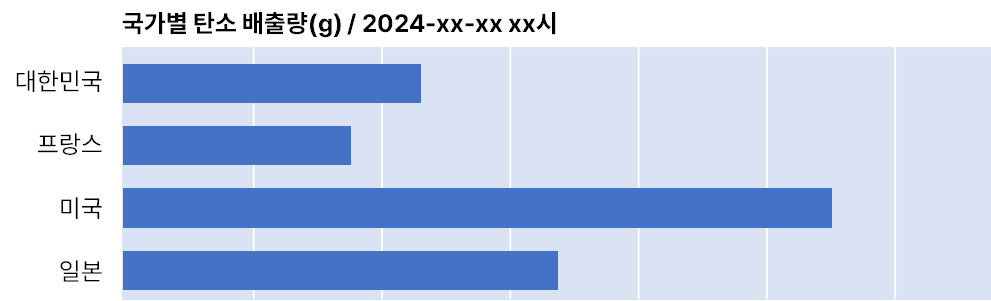 국가별 탄소 배출량(g) / 2024-xx-xx xx시
대한민국
프랑스
미국
일본